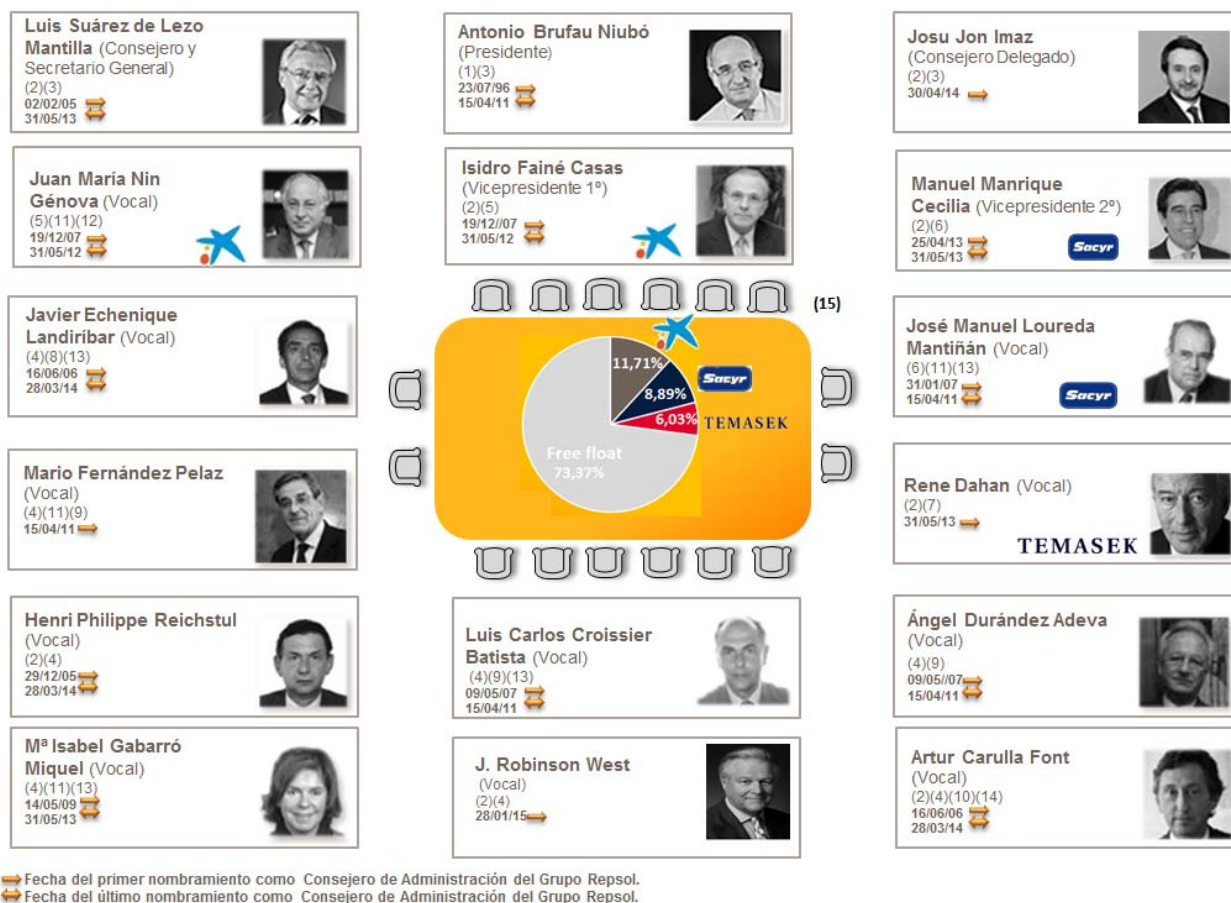 Luis Suárez de Lezo
Mantilla (Consejero y
Secretario General)
(2)(3)
02/02/05
31/05/13
Antonio Brufau Niubó
(Presidente)
(1)(3)
23/07/96
15/04/11
Josu Jon Imaz
(Consejero Delegado)
(2)(3)
30/04/14
Juan María Nin
Génova (Vocal)
(5)(11)(12)
19/12/07
31/05/12
Isidro Fainé Casas
(Vicepresidente 1º)
(2)(5)
19/12//07
31/05/12
Manuel Manrique
Cecilia (Vicepresidente 2º)
(2)(6)
25/04/13
31/05/13
Sacyr
(15)
Javier Echenique
Landiríbar (Vocal)
(4)(8)(13)
16/06/06
28/03/14
11,71%
8,89%
6,03%
Free float
73,37%
Sacyr
TEMASEK
José Manuel Loureda
Mantiñán (Vocal)
(6)(11)(13)
31/01/07
15/04/11
Sacyr
Mario Fernández Pelaz
(Vocal)
(4)(11)(9)
15/04/11
Rene Dahan (Vocal)
(2)(7)
31/05/13
TEMASEK
Henri Philippe Reichstul
(Vocal)
(2)(4)
29/12/05
28/03/14
Luis Carlos Croissier
Batista (Vocal)
(4)(9)(13)
09/05/07
15/04/11
Ángel Durández Adeva
(Vocal)
(4)(9)
09/05//07
15/04/11
Mª Isabel Gabarró
Miquel (Vocal)
(4)(11)(13)
14/05/09
31/05/13
J. Robinson West
(Vocal)
(2)(4)
28/01/15
Artur Carulla Font
(Vocal)
(2)(4)(10)(14)
16/06/06
28/03/14
Fecha del primer nombramiento como Consejero de Administración del Grupo Repsol.
Fecha del último nombramiento como Consejero de Administración del Grupo Repsol.